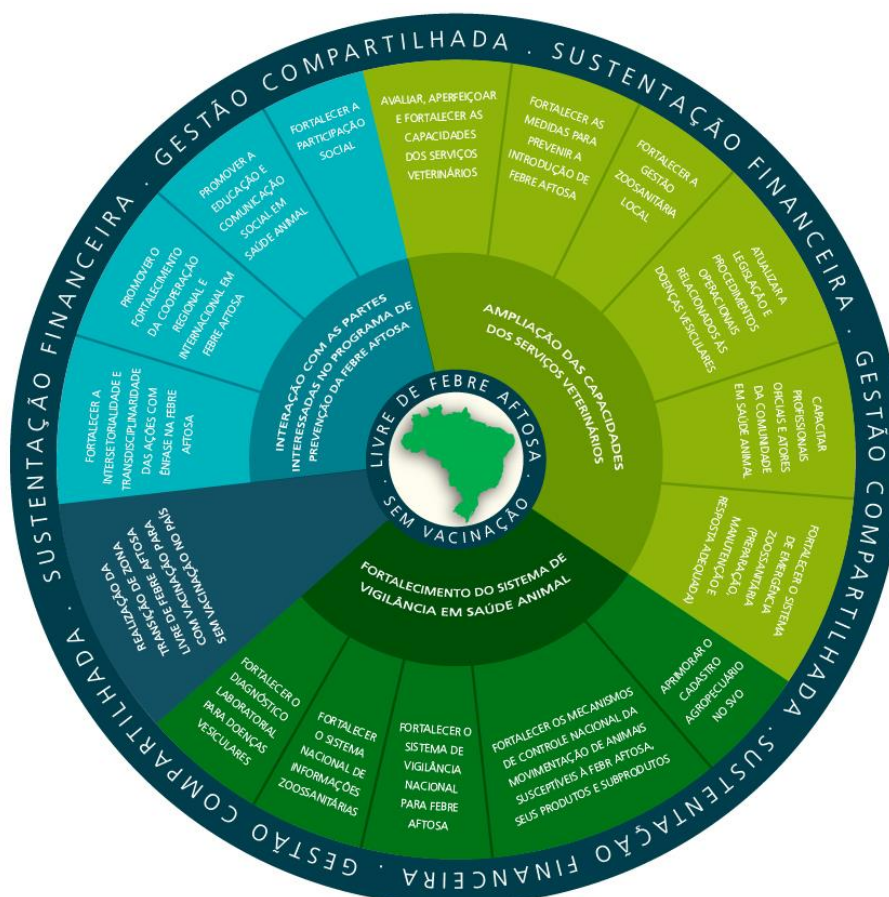 GESTÃO COMPARTILHADA . SUSTENTAÇÃO FINANCEIRA . GESTÃO COMPARTILHADA . SUSTENTAÇÃO FINANCEIRA . GESTÃO COMPARTILHADA . SUSTENTAÇÃO FINANCEIRA .
AVALIAR, APERFEIÇOAR
E FORTALECER AS
CAPACIDADES
DOS SERVIÇOS
VETERINÁRIOS
FORTALECER AS
MEDIDAS PARA
PREVENIR A
INTRODUÇÃO DE
FEBRE AFTOSA
FORTALECER A
GESTÃO
ZOOSANITÁRIA
LOCAL
ATUALIZAR A
LEGISLAÇÃO E
PROCEDIMENTOS
OPERACIONAIS
RELACIONADOS ÀS
DOENÇAS VESICULARES
CAPACITAR
PROFISSIONAIS
OFICIAIS E ATORES
DA COMUNIDADE
EM SAÚDE ANIMAL
FORTALECER O SISTEMA
DE EMERGÊNCIA
ZOOSSANITÁRIA
(PREPARAÇÃO,
MANUTENÇÃO E
RESPOSTA ADEQUADA)
APRIMORAR O
CADASTRO
AGROPECUÁRIO
NO SVO
FORTALECER OS MECANISMOS
DE CONTROLE NACIONAL DA
MOVIMENTAÇÃO DE ANIMAIS
SUSCEPTÍVEIS À FEBR AFTOSA,
SEUS PRODUTOS E SUBPRODUTOS
FORTALECER O
SISTEMA DE
VIGILÂNCIA
NACIONAL
PARA FEBRE
AFTOSA
FORTALECER
O SISTEMA
NACIONAL DE
INFORMAÇÕES
ZOOSSANITÁRIAS
FORTALECER O
DIAGNÓSTICO
LABORATORIAL
PARA DOENÇAS
VESICULARES
REALIZAÇÃO DA
TRANSIÇÃO DE ZONA
LIVRE DE FEBRE AFTOSA
COM VACINAÇÃO PARA
SEM VACINAÇÃO NO PAÍS
FORTALECER A
INTERSETORIALIDADE E
TRANSDISCIPLINARIDADE
DAS AÇÕES COM
ÊNFASE NA FEBRE
AFTOSA
PROMOVER O
FORTALECIMENTO
DA COOPERAÇÃO
REGIONAL E
INTERNACIONAL EM
FEBRE AFTOSA
PROMOVER A
EDUCAÇÃO E
COMUNICAÇÃO
SOCIAL EM
SAÚDE ANIMAL
FORTALECER A
PARTICIPAÇÃO
SOCIAL
INTERAÇÃO COM AS PARTES
INTERESSADAS NO PROGRAMA DE
PREVENÇÃO DA FEBRE AFTOSA
AMPLIAÇÃO DAS CAPACIDADES
DOS SERVIÇOS VETERINÁRIOS
FORTALECIMENTO DO SISTEMA DE
VIGILÂNCIA EM SAÚDE ANIMAL
LIVRE DE FEBRE AFTOSA .
SEM VACINAÇÃO .